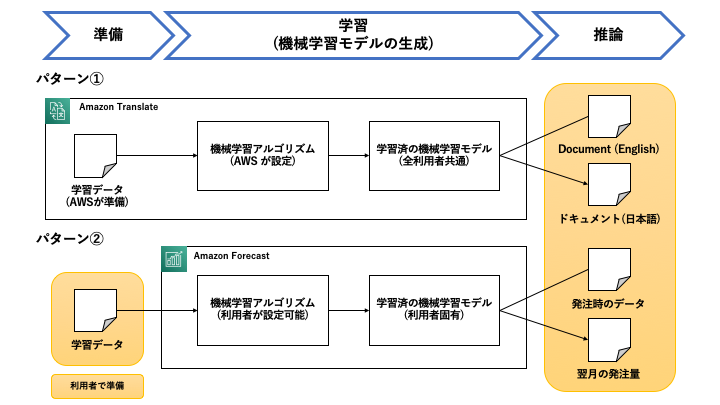 準備
学習
(機械学習モデルの生成)
推論
パターン①
Amazon Translate
学習データ
(AWSが準備)
機械学習アルゴリズム
(AWS が設定)
学習済の機械学習モデル
(全利用者共通)
Document (English)
ドキュメント(日本語)
パターン②
Amazon Forecast
学習データ
機械学習アルゴリズム
(利用者が設定可能)
学習済の機械学習モデル
(利用者固有)
発注時のデータ
翌月の発注量
利用者で準備